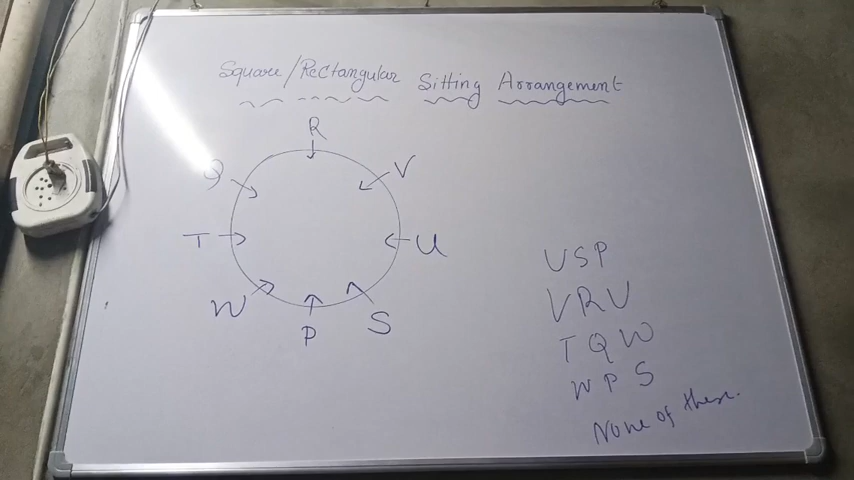 Square/Rectangular Sitting Arrangement
R
Q
V
T
U
W
P
S
USP
VRU
TQW
WPS
None of these.